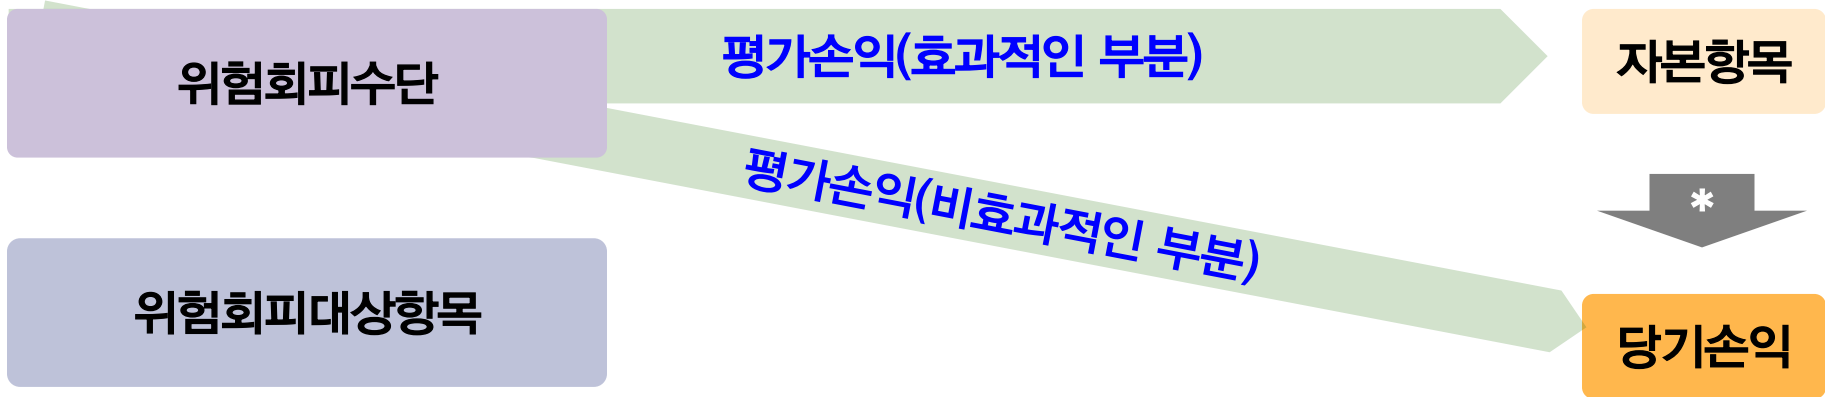 위험회피수단
평가손익(효과적인 부분)
자본항목
평가손익(비효과적인 부분)
*
위험회피대상항목
당기손익